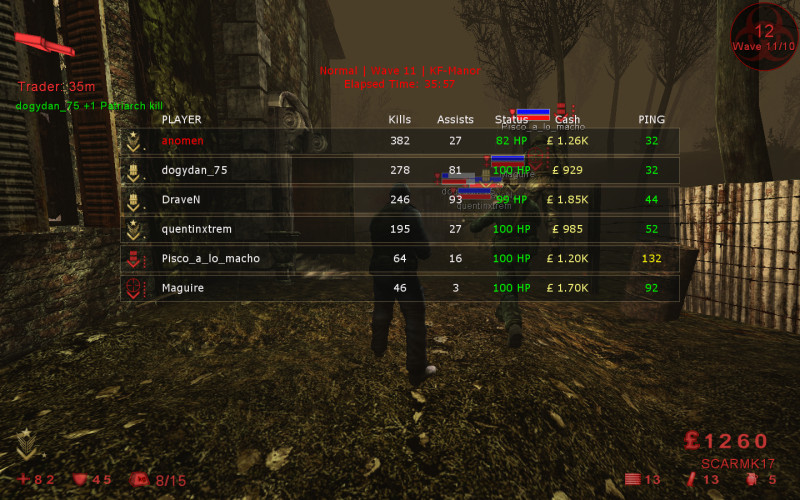 12
Wave 11/10
Trader: 35m
Normal | Wave 11 | KF-Manor
Elapsed Time: 25:57
dogydan_75 +1 Patriarch kill
Pisco_a_lo_macho
PLAYER Kills Assists Status Cash PING
anomen 382 27 82 HP £ 1.26K 32
dogydan_75 278 81 100 HP £ 929 32
Maguire
DraveN 246 93 99 HP £ 1.85K 44
quentinxtrem
quentinxtrem 195 27 100 HP £ 985 52
Pisco_a_lo_macho 64 16 100 HP £ 1.20K 132
Maguire 46 3 100 HP £ 1.70K 92
£1260
SCARMK17
82 45 8/15 13 13 5